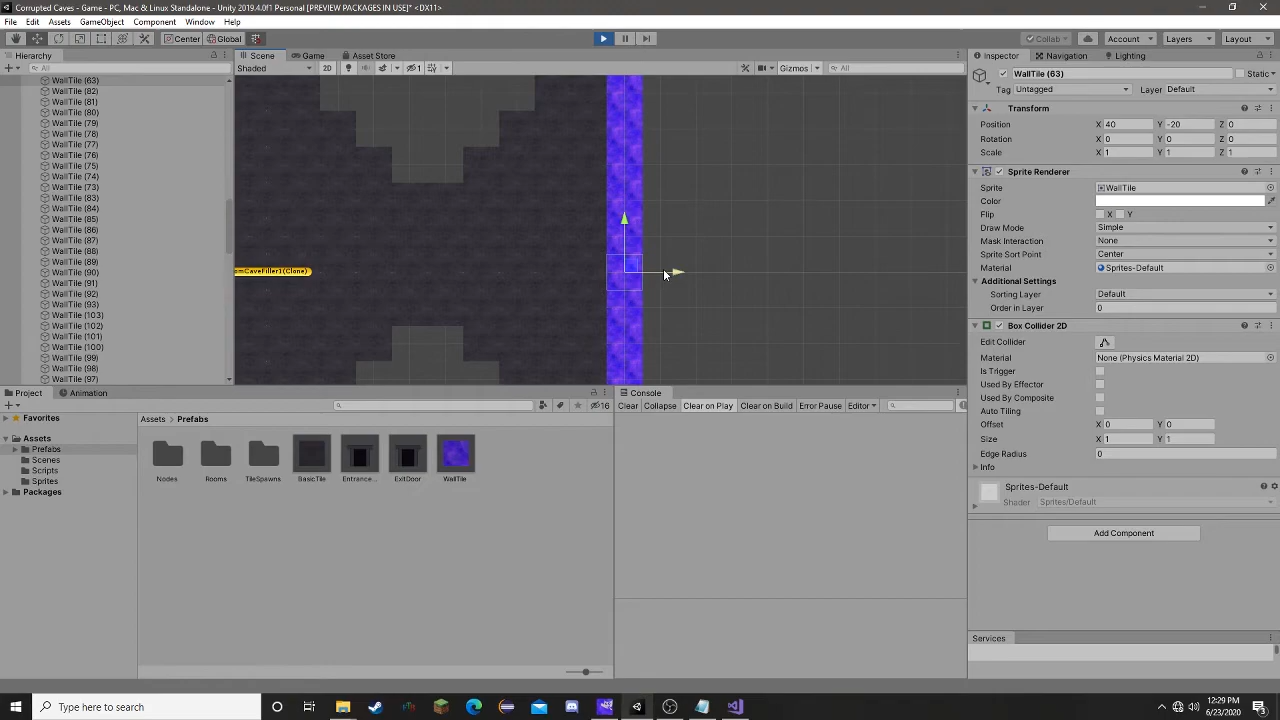 Corrupted Caves - Game - PC, Mac & Linux Standalone - Unity 2019.4.0f1 Personal [PREVIEW PACKAGES IN USE]* <DX11>
File Edit Assets GameObject Component Window Help
Center Global Collab Account Layers Layout
Hierarchy Scene Game Asset Store Inspector Navigation Lighting
All Shaded 2D 1 Gizmos All
WallTile (63)
Static
Tag Untagged Layer Default
Transform
Position X 40 Y -20 Z 0
Rotation X 0 Y 0 Z 0
Scale X 1 Y 1 Z 1
Sprite Renderer
Sprite WallTile
Color
Flip X Y
Draw Mode Simple
Mask Interaction None
Sprite Sort Point Center
Material Sprites-Default
Additional Settings
Sorting Layer Default
Order in Layer 0
Box Collider 2D
Edit Collider
Material None (Physics Material 2D)
Is Trigger
Used By Effector
Used By Composite
Auto Tiling
Offset X 0 Y 0
Size X 1 Y 1
Edge Radius 0
Info
Sprites-Default
Shader Sprites/Default
Add Component
Services
WallTile (63)
WallTile (82)
WallTile (81)
WallTile (80)
WallTile (79)
WallTile (78)
WallTile (77)
WallTile (76)
WallTile (75)
WallTile (74)
WallTile (73)
WallTile (83)
WallTile (84)
WallTile (85)
WallTile (86)
WallTile (87)
WallTile (88)
WallTile (89)
WallTile (90)
WallTile (91)
WallTile (92)
WallTile (93)
WallTile (103)
WallTile (102)
WallTile (101)
WallTile (100)
WallTile (99)
WallTile (98)
WallTile (97)
omCaveFiller1(Clone)
Project Animation
16
Favorites
Assets
Prefabs
Scenes
Scripts
Sprites
Packages
Assets > Prefabs
Nodes Rooms TileSpawns BasicTile Entrance... ExitDoor WallTile
Console
Clear Collapse Clear on Play Clear on Build Error Pause Editor
Type here to search
12:29 PM
6/23/2020